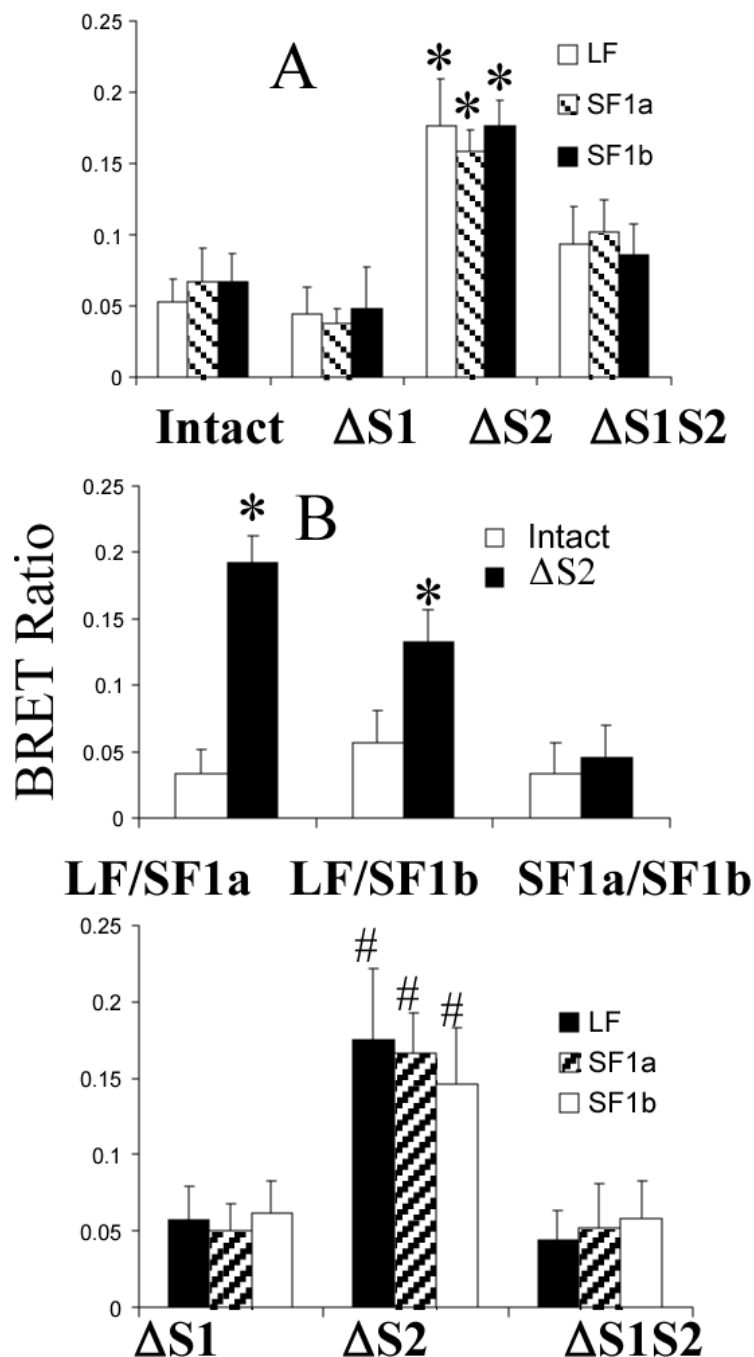 0.25
0.2
0.15
0.1
0.05
0
A
* * *
LF
SF1a
SF1b
Intact ΔS1 ΔS2 ΔS1S2
BRET Ratio
0.25
0.2
0.15
0.1
0.05
0
B
* *
Intact
ΔS2
LF/SF1a LF/SF1b SF1a/SF1b
0.25
0.2
0.15
0.1
0.05
0
# # #
LF
SF1a
SF1b
ΔS1 ΔS2 ΔS1S2